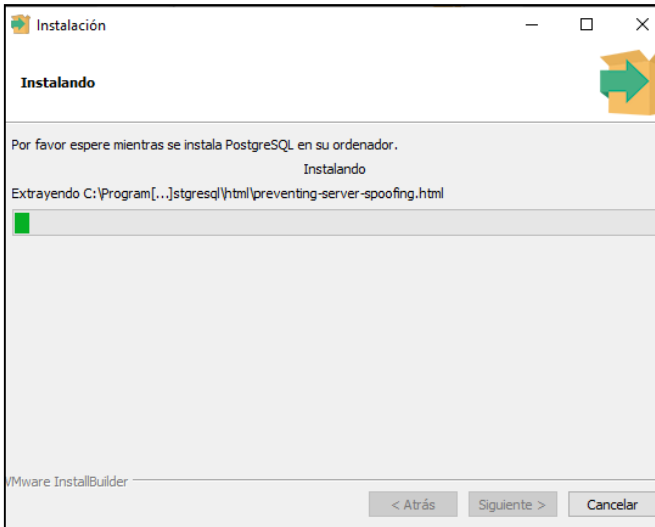 Instalación
Instalando
Por favor espere mientras se instala PostgreSQL en su ordenador.
Instalando
Extrayendo C:\Program[...]stgresql\html\preventing-server-spoofing.html
VMware InstallBuilder
< Atrás Siguiente > Cancelar